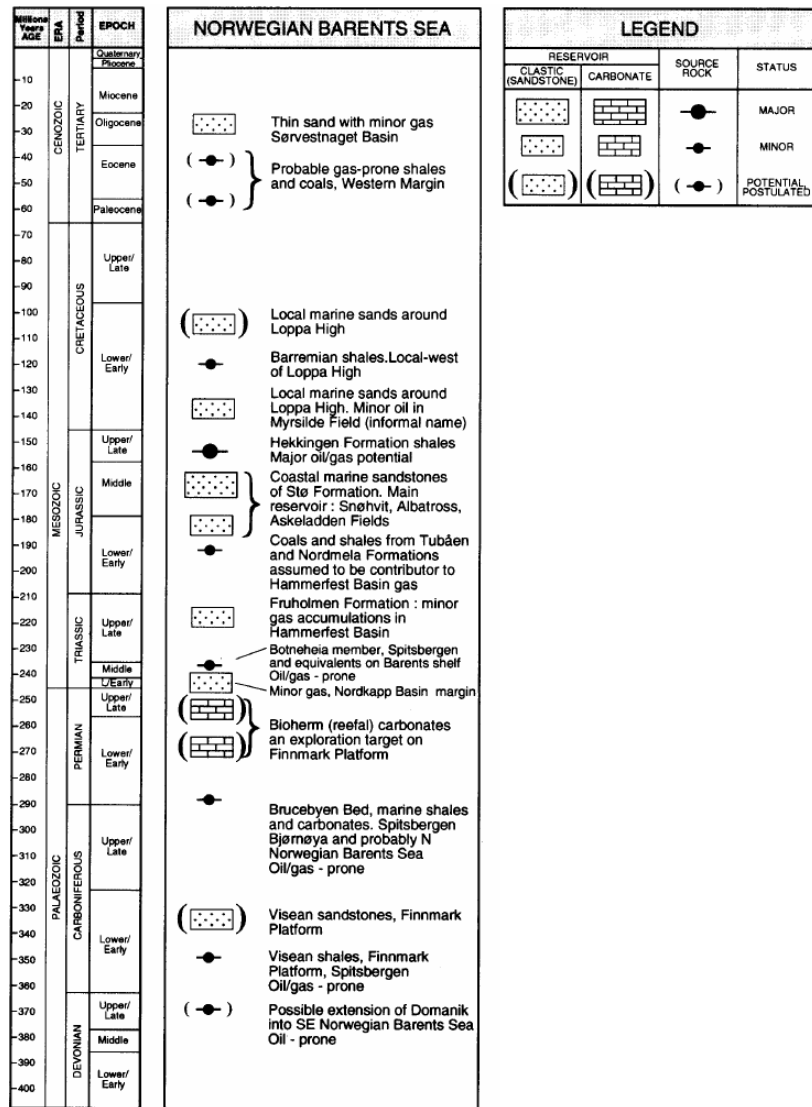 Millions
Years
AGE
ERA
Period
EPOCH
NORWEGIAN BARENTS SEA
LEGEND
RESERVOIR
CLASTIC
(SANDSTONE)
CARBONATE
SOURCE
ROCK
STATUS
MAJOR
MINOR
POTENTIAL
POSTULATED
CENOZOIC
MESOZOIC
PALAEOZOIC
TERTIARY
CRETACEOUS
JURASSIC
TRIASSIC
PERMIAN
CARBONIFEROUS
DEVONIAN
Quaternary
Pliocene
Miocene
Oligocene
Eocene
Paleocene
Upper/
Late
Lower/
Early
Upper/
Late
Middle
Lower/
Early
Upper/
Late
Middle
L/Early
Upper/
Late
Lower/
Early
Upper/
Late
Lower/
Early
Upper/
Late
Middle
Lower/
Early
10
20
30
40
50
60
70
80
90
100
110
120
130
140
150
160
170
180
190
200
210
220
230
240
250
260
270
280
290
300
310
320
330
340
350
360
370
380
390
400
Thin sand with minor gas
Sørvestnaget Basin
Probable gas-prone shales
and coals, Western Margin
Local marine sands around
Loppa High
Barremian shales.Local-west
of Loppa High
Local marine sands around
Loppa High. Minor oil in
Myrsilde Field (informal name)
Hekkingen Formation shales
Major oil/gas potential
Coastal marine sandstones
of Stø Formation. Main
reservoir : Snøhvit, Albatross,
Askeladden Fields
Coals and shales from Tubåen
and Nordmela Formations
assumed to be contributor to
Hammerfest Basin gas
Fruholmen Formation : minor
gas accumulations in
Hammerfest Basin
Botneheia member, Spitsbergen
and equivalents on Barents shelf
Oil/gas - prone
Minor gas, Nordkapp Basin margin
Bioherm (reefal) carbonates
an exploration target on
Finnmark Platform
Brucebyen Bed, marine shales
and carbonates. Spitsbergen
Bjørnøya and probably N
Norwegian Barents Sea
Oil/gas - prone
Visean sandstones, Finnmark
Platform
Visean shales, Finnmark
Platform, Spitsbergen
Oil/gas - prone
Possible extension of Domanik
into SE Norwegian Barents Sea
Oil - prone